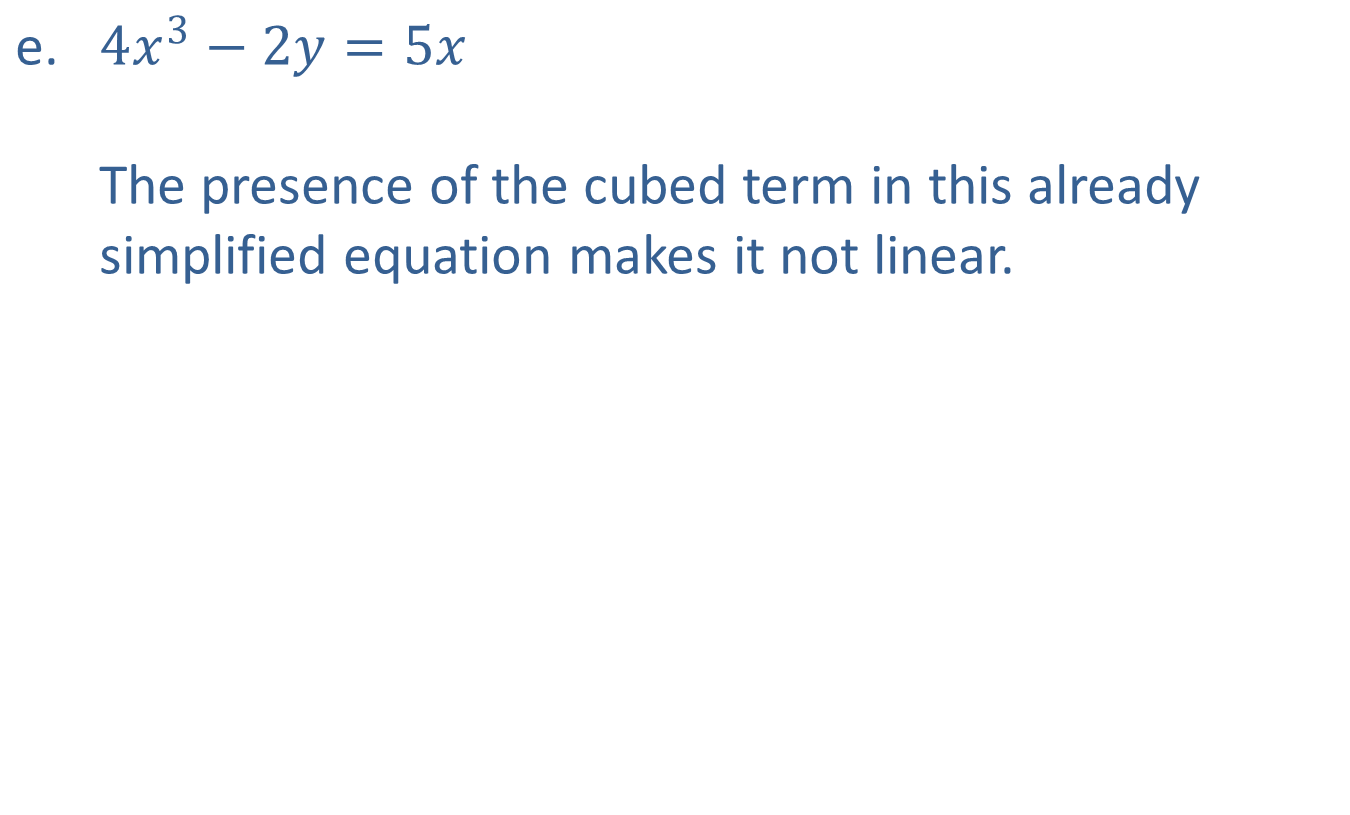 e. 4x³ − 2y = 5x
The presence of the cubed term in this already
simplified equation makes it not linear.